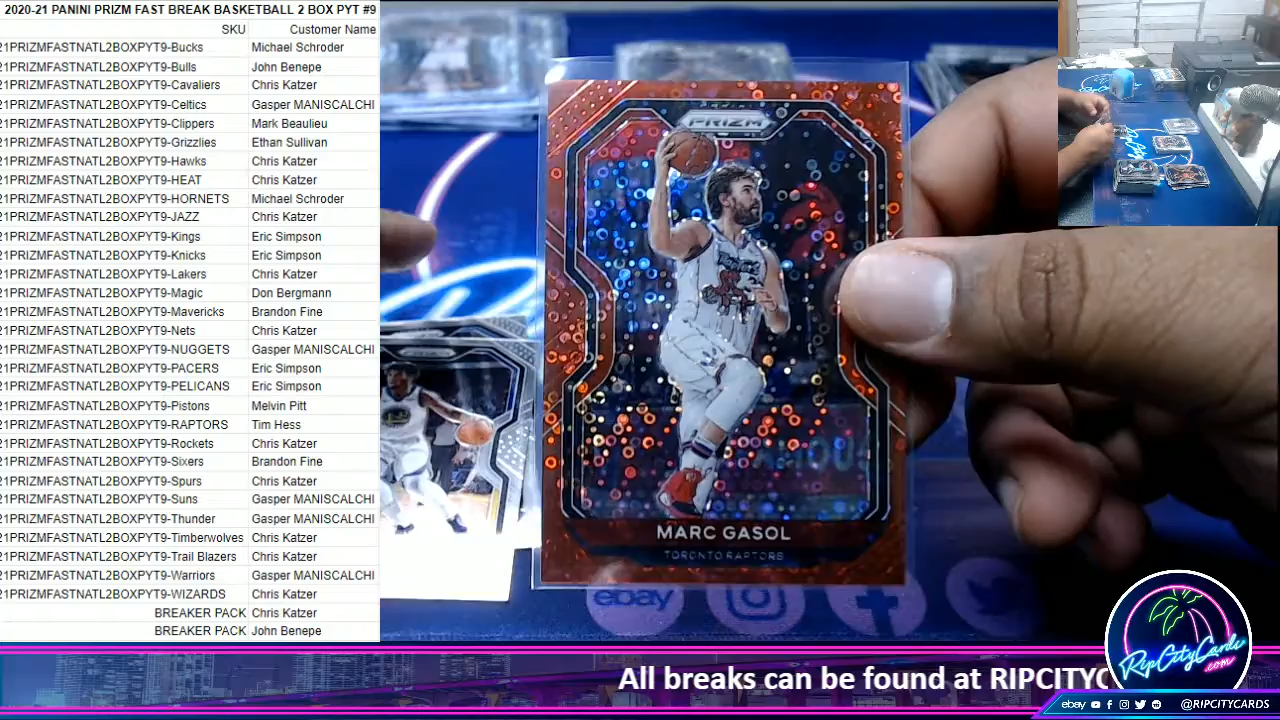 2020-21 PANINI PRIZM FAST BREAK BASKETBALL 2 BOX PYT #9
SKU Customer Name
21PRIZMFASTNATL2BOXPYT9-Bucks Michael Schroder
21PRIZMFASTNATL2BOXPYT9-Bulls John Benepe
21PRIZMFASTNATL2BOXPYT9-Cavaliers Chris Katzer
21PRIZMFASTNATL2BOXPYT9-Celtics Gasper MANISCALCHI
21PRIZMFASTNATL2BOXPYT9-Clippers Mark Beaulieu
21PRIZMFASTNATL2BOXPYT9-Grizzlies Ethan Sullivan
21PRIZMFASTNATL2BOXPYT9-Hawks Chris Katzer
21PRIZMFASTNATL2BOXPYT9-HEAT Chris Katzer
21PRIZMFASTNATL2BOXPYT9-HORNETS Michael Schroder
21PRIZMFASTNATL2BOXPYT9-JAZZ Chris Katzer
21PRIZMFASTNATL2BOXPYT9-Kings Eric Simpson
21PRIZMFASTNATL2BOXPYT9-Knicks Eric Simpson
21PRIZMFASTNATL2BOXPYT9-Lakers Chris Katzer
21PRIZMFASTNATL2BOXPYT9-Magic Don Bergmann
21PRIZMFASTNATL2BOXPYT9-Mavericks Brandon Fine
21PRIZMFASTNATL2BOXPYT9-Nets Chris Katzer
21PRIZMFASTNATL2BOXPYT9-NUGGETS Gasper MANISCALCHI
21PRIZMFASTNATL2BOXPYT9-PACERS Eric Simpson
21PRIZMFASTNATL2BOXPYT9-PELICANS Eric Simpson
21PRIZMFASTNATL2BOXPYT9-Pistons Melvin Pitt
21PRIZMFASTNATL2BOXPYT9-RAPTORS Tim Hess
21PRIZMFASTNATL2BOXPYT9-Rockets Chris Katzer
21PRIZMFASTNATL2BOXPYT9-Sixers Brandon Fine
21PRIZMFASTNATL2BOXPYT9-Spurs Chris Katzer
21PRIZMFASTNATL2BOXPYT9-Suns Gasper MANISCALCHI
21PRIZMFASTNATL2BOXPYT9-Thunder Gasper MANISCALCHI
21PRIZMFASTNATL2BOXPYT9-Timberwolves Chris Katzer
21PRIZMFASTNATL2BOXPYT9-Trail Blazers Chris Katzer
21PRIZMFASTNATL2BOXPYT9-Warriors Gasper MANISCALCHI
21PRIZMFASTNATL2BOXPYT9-WIZARDS Chris Katzer
BREAKER PACK Chris Katzer
BREAKER PACK John Benepe
PRIZM
MARC GASOL
TORONTO RAPTORS
ebay
All breaks can be found at RIPCITYC
RipCityCards
.com
ebay @RIPCITYCARDS